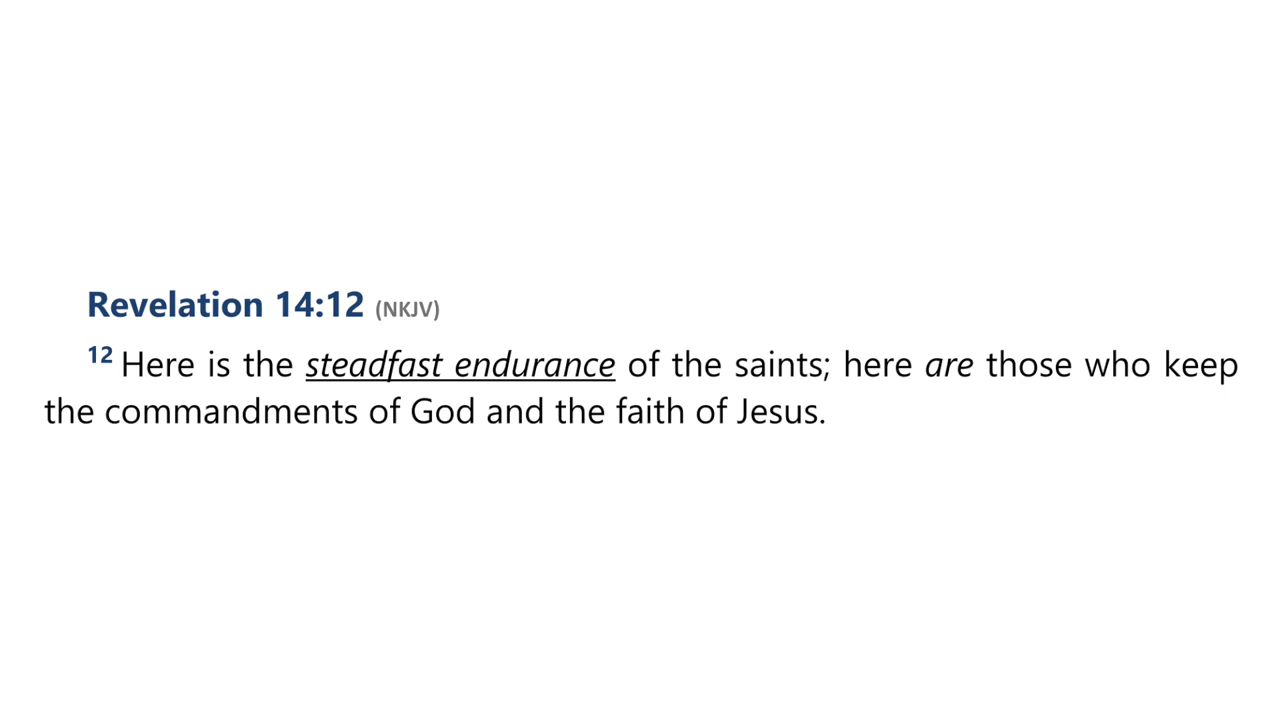 Revelation 14:12 (NKJV)
12 Here is the steadfast endurance of the saints; here are those who keep
the commandments of God and the faith of Jesus.